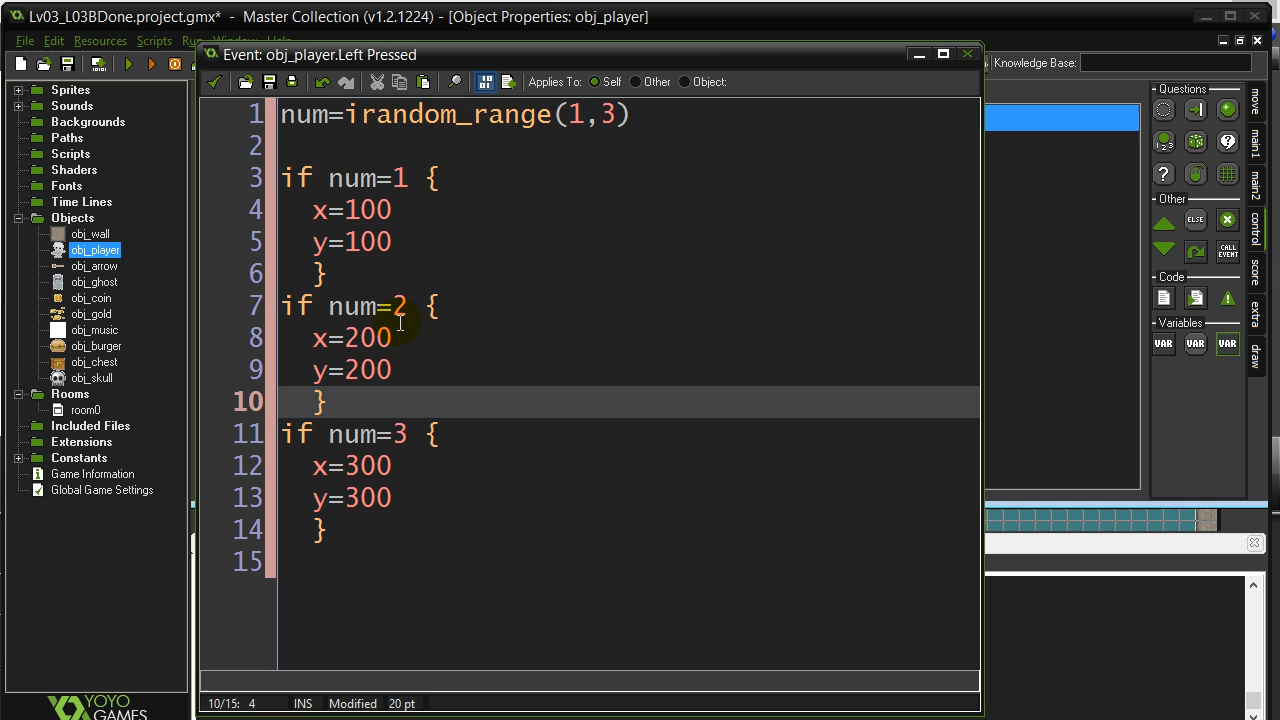 Lv03_L03BDone.project.gmx* - Master Collection (v1.2.1224) - [Object Properties: obj_player]
File Edit Resources Scripts Run Window Help
Event: obj_player.Left Pressed
Applies To: Self Other Object:
Knowledge Base:
Sprites
Sounds
Backgrounds
Paths
Scripts
Shaders
Fonts
Time Lines
Objects
obj_wall
obj_player
obj_arrow
obj_ghost
obj_coin
obj_gold
obj_music
obj_burger
obj_chest
obj_skull
Rooms
room0
Included Files
Extensions
Constants
Game Information
Global Game Settings
1 num=irandom_range(1,3)
2
3 if num=1 {
4 x=100
5 y=100
6 }
7 if num=2 {
8 x=200
9 y=200
10 }
11 if num=3 {
12 x=300
13 y=300
14 }
15
10/15: 4 INS Modified 20 pt
Questions
Other
ELSE
CALL EVENT
Code
Variables
VAR VAR VAR
move
main1
main2
control
score
extra
draw
YOYO
GAMES